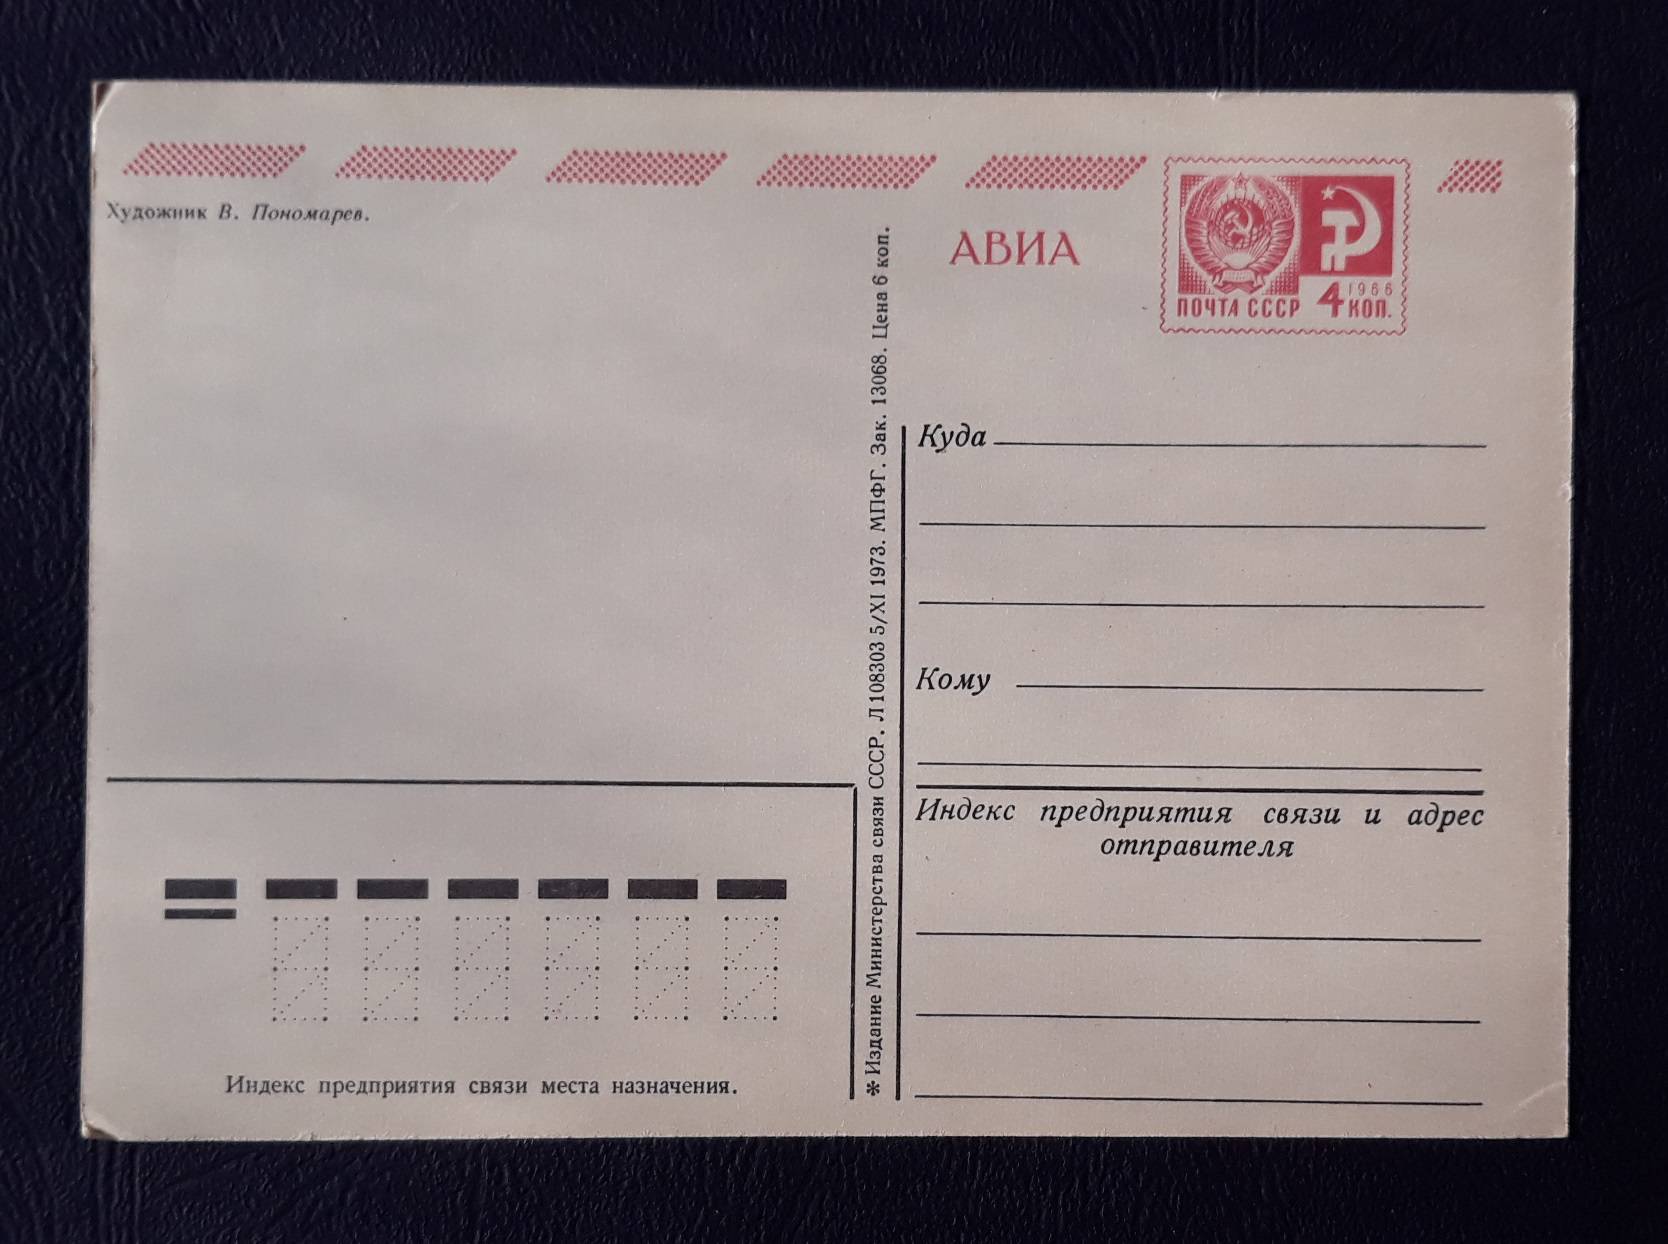 Художник В. Пономарев.
АВИА
ПОЧТА СССР 4 1966 КОП.
Куда
Кому
Индекс предприятия связи и адрес
отправителя
* Издание Министерства связи СССР. Л 108303 5/XI 1973. МПФГ. Зак. 13068. Цена 6 коп.
Индекс предприятия связи места назначения.